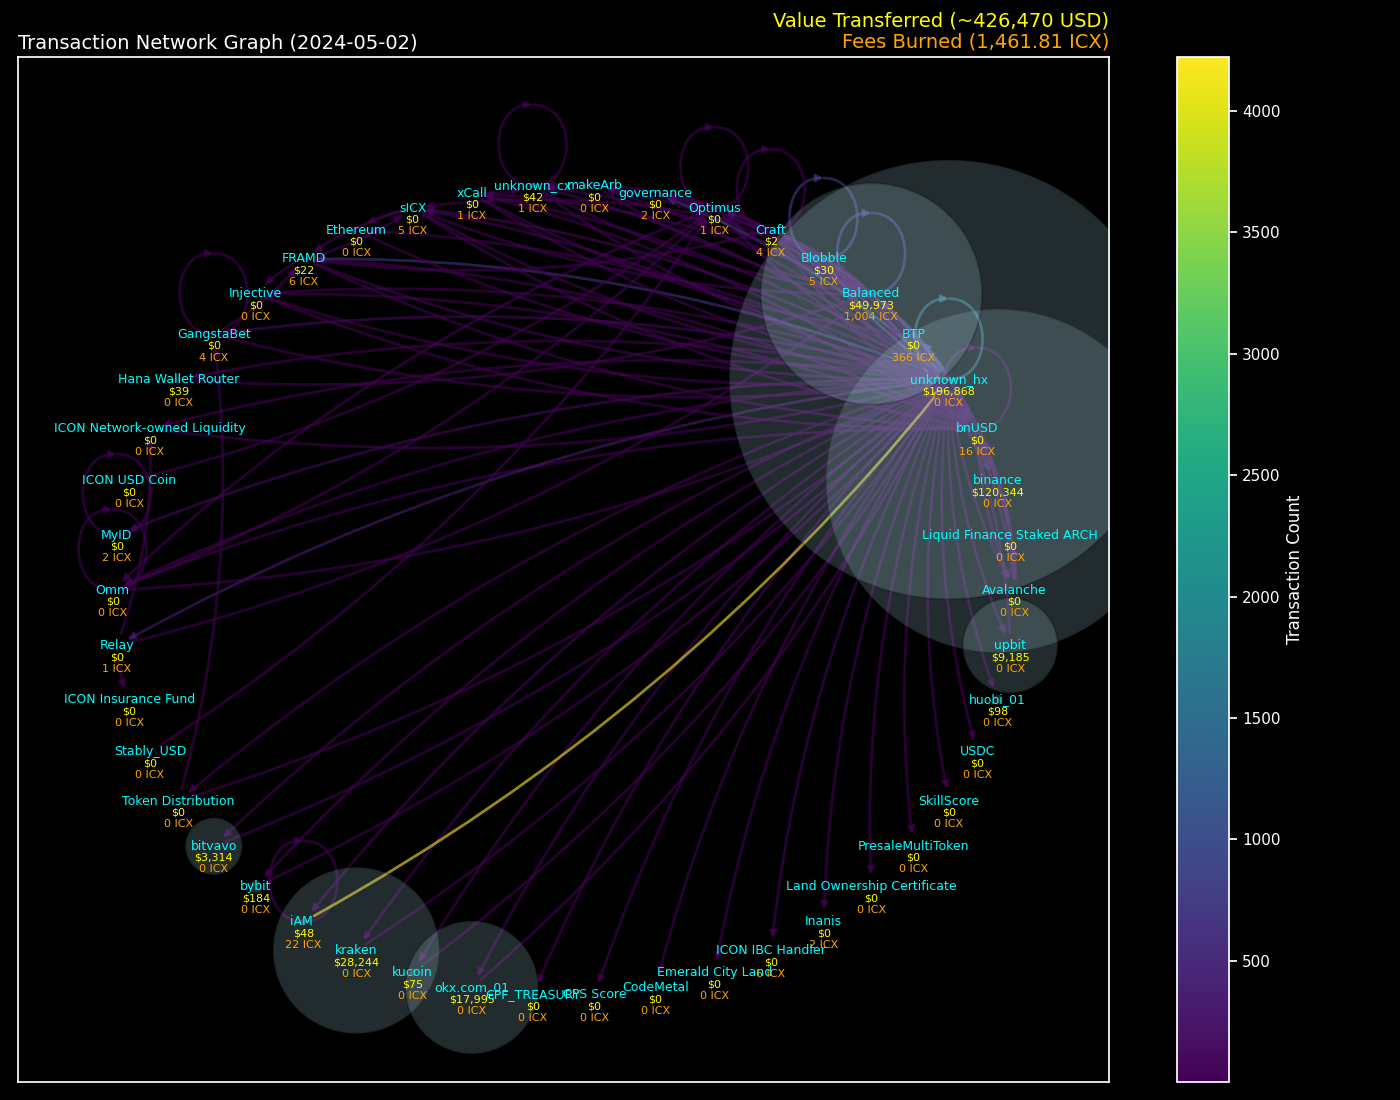 Value Transferred (~426,470 USD)
Transaction Network Graph (2024-05-02)
Fees Burned (1,461.81 ICX)
unknown_cx
$42
1 ICX
makeArb
$0
0 ICX
governance
$0
2 ICX
xCall
$0
1 ICX
sICX
$0
5 ICX
Optimus
$0
1 ICX
Ethereum
$0
0 ICX
Craft
$2
4 ICX
FRAMD
$22
6 ICX
Blobble
$30
5 ICX
Injective
$0
0 ICX
Balanced
$49,973
1,004 ICX
GangstaBet
$0
4 ICX
BTP
$0
366 ICX
Hana Wallet Router
$39
0 ICX
unknown_hx
$196,868
0 ICX
ICON Network-owned Liquidity
$0
0 ICX
bnUSD
$0
16 ICX
ICON USD Coin
$0
0 ICX
binance
$120,344
0 ICX
MyID
$0
2 ICX
Liquid Finance Staked ARCH
$0
0 ICX
Omm
$0
0 ICX
Avalanche
$0
0 ICX
Relay
$0
1 ICX
upbit
$9,185
0 ICX
ICON Insurance Fund
$0
0 ICX
huobi_01
$98
0 ICX
Stably_USD
$0
0 ICX
USDC
$0
0 ICX
Token Distribution
$0
0 ICX
SkillScore
$0
0 ICX
bitvavo
$3,314
0 ICX
PresaleMultiToken
$0
0 ICX
bybit
$184
0 ICX
Land Ownership Certificate
$0
0 ICX
iAM
$48
22 ICX
Inanis
$0
2 ICX
kraken
$28,244
0 ICX
ICON IBC Handler
$0
6 ICX
kucoin
$75
0 ICX
Emerald City Land
$0
0 ICX
okx.com_01
$17,995
0 ICX
CPF_TREASURY
$0
0 ICX
CPS Score
$0
0 ICX
CodeMetal
$0
0 ICX
4000
3500
3000
2500
2000
1500
1000
500
Transaction Count